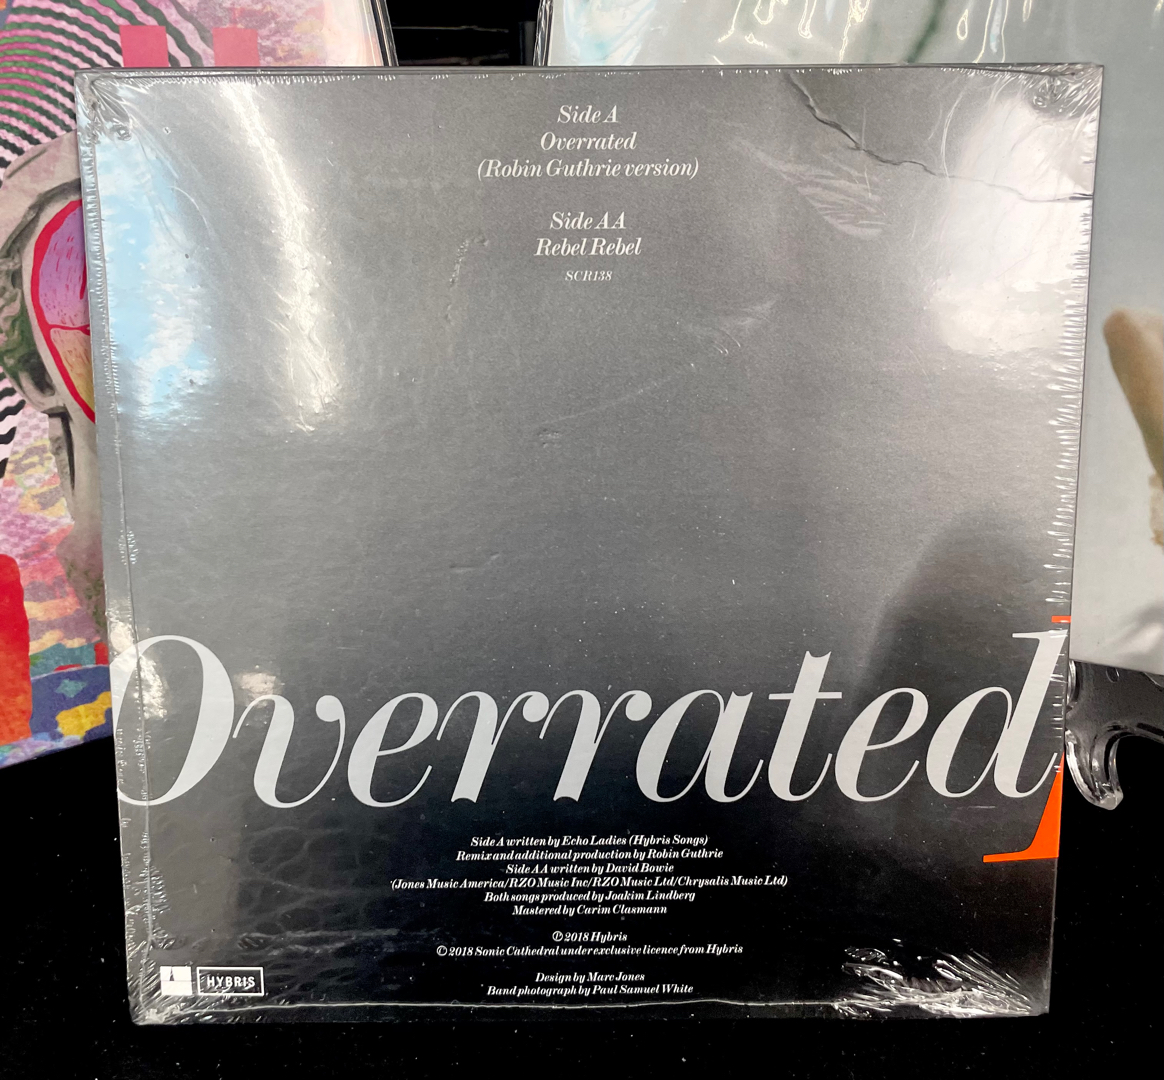 Side A
Overrated
(Robin Guthrie version)
Side AA
Rebel Rebel
SCR138
Overrated
Side A written by Echo Ladies (Hybris Songs)
Remix and additional production by Robin Guthrie
Side AA written by David Bowie
(Jones Music America/RZO Music Inc/RZO Music Ltd/Chrysalis Music Ltd)
Both songs produced by Joakim Lindberg
Mastered by Carim Clasmann
℗ 2018 Hybris
© 2018 Sonic Cathedral under exclusive licence from Hybris
Design by Marc Jones
Band photograph by Paul Samuel White
HYBRIS